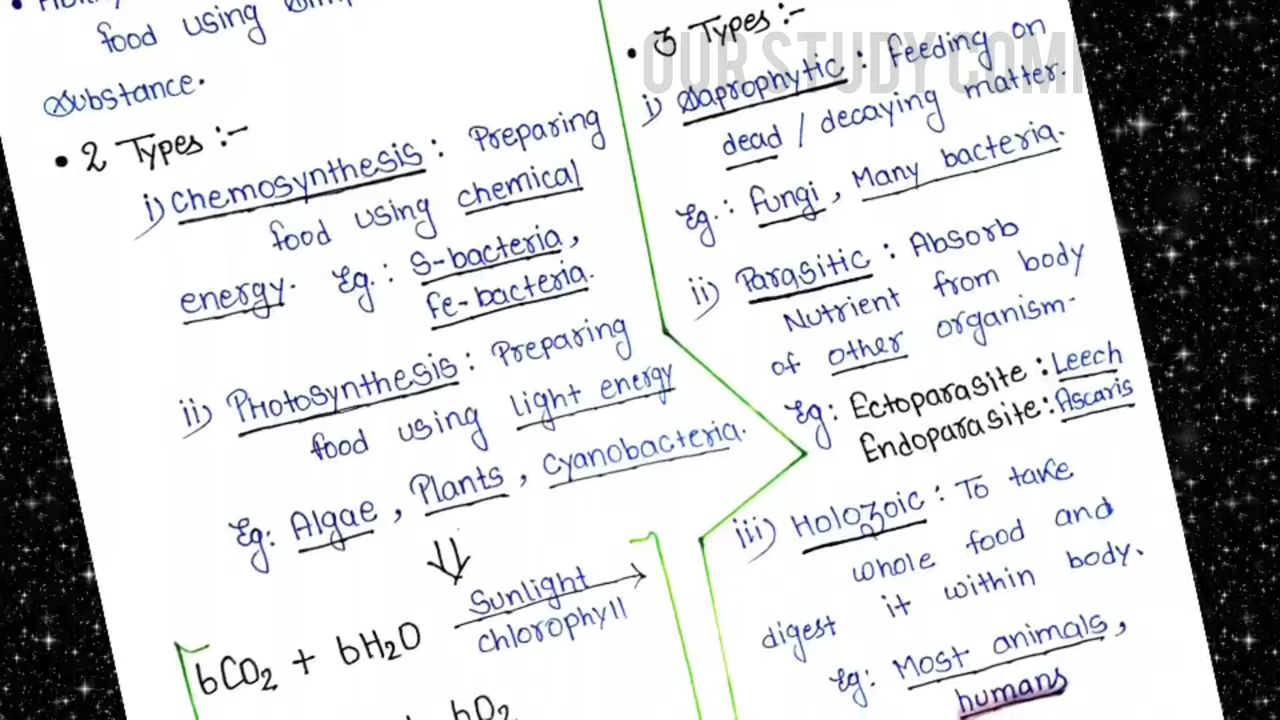 food using
substance.
• 2 Types :-
i) Chemosynthesis : Preparing
food using chemical
energy. Eg. : S-bacteria,
Fe-bacteria.
ii) Photosynthesis : Preparing
food using light energy
Eg: Algae, Plants, Cyanobacteria.
⇓
6CO₂ + 6H₂O Sunlight →
chlorophyll
6O₂
• 3 Types :-
OUR STUDY
i) Saprophytic : Feeding on
dead / decaying matter.
Eg. : Fungi, Many bacteria.
ii) Parasitic : Absorb
Nutrient from body
of other organism.
Eg: Ectoparasite : Leech
Endoparasite : Ascaris
iii) Holozoic : To take
whole food and
digest it within body.
Eg: Most animals,
humans